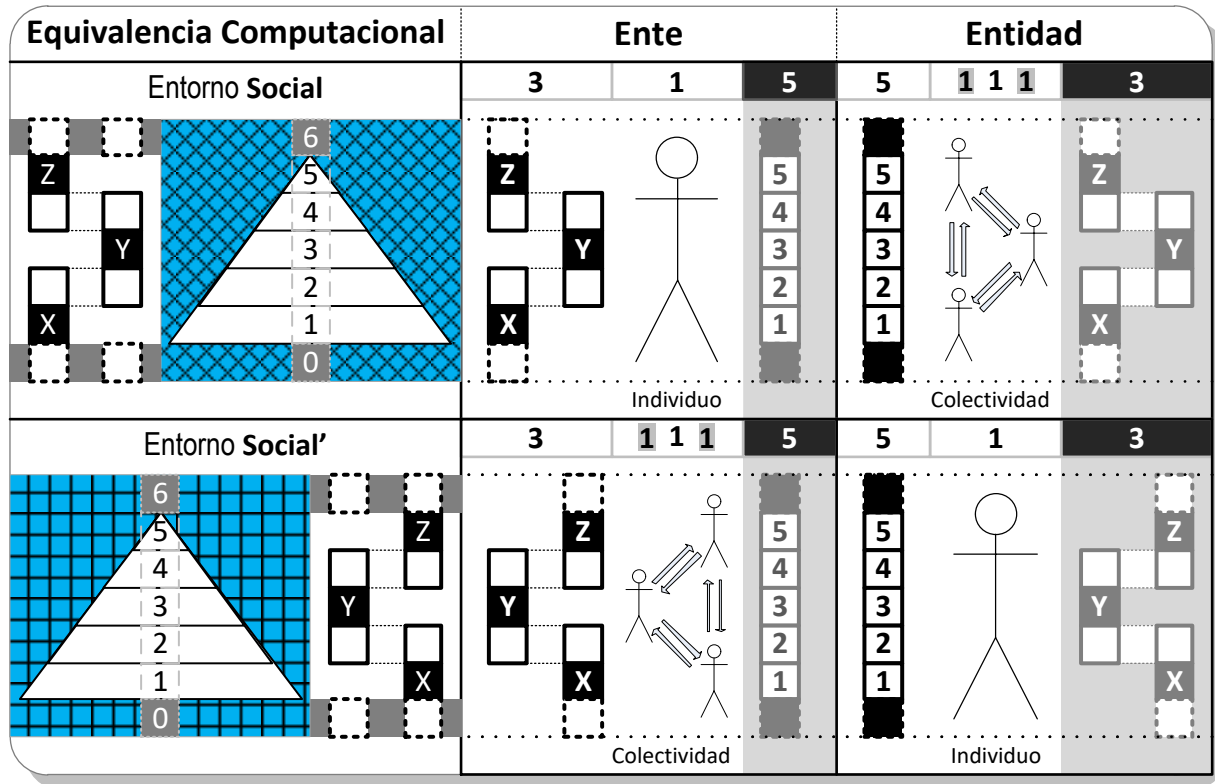 Equivalencia Computacional Ente Entidad
Entorno Social 3 1 5 5 1 1 1 3
6
Z 5 Z 5 5 Z
4 4 4
Y 3 Y 3 3 Y
2 2 2
X 1 X 1 1 X
0
Individuo Colectividad
Entorno Social’ 3 1 1 1 5 5 1 3
6
5 Z Z 5 5 Z
4 4 4
3 Y Y 3 3 Y
2 2 2
1 X X 1 1 X
0
Colectividad Individuo